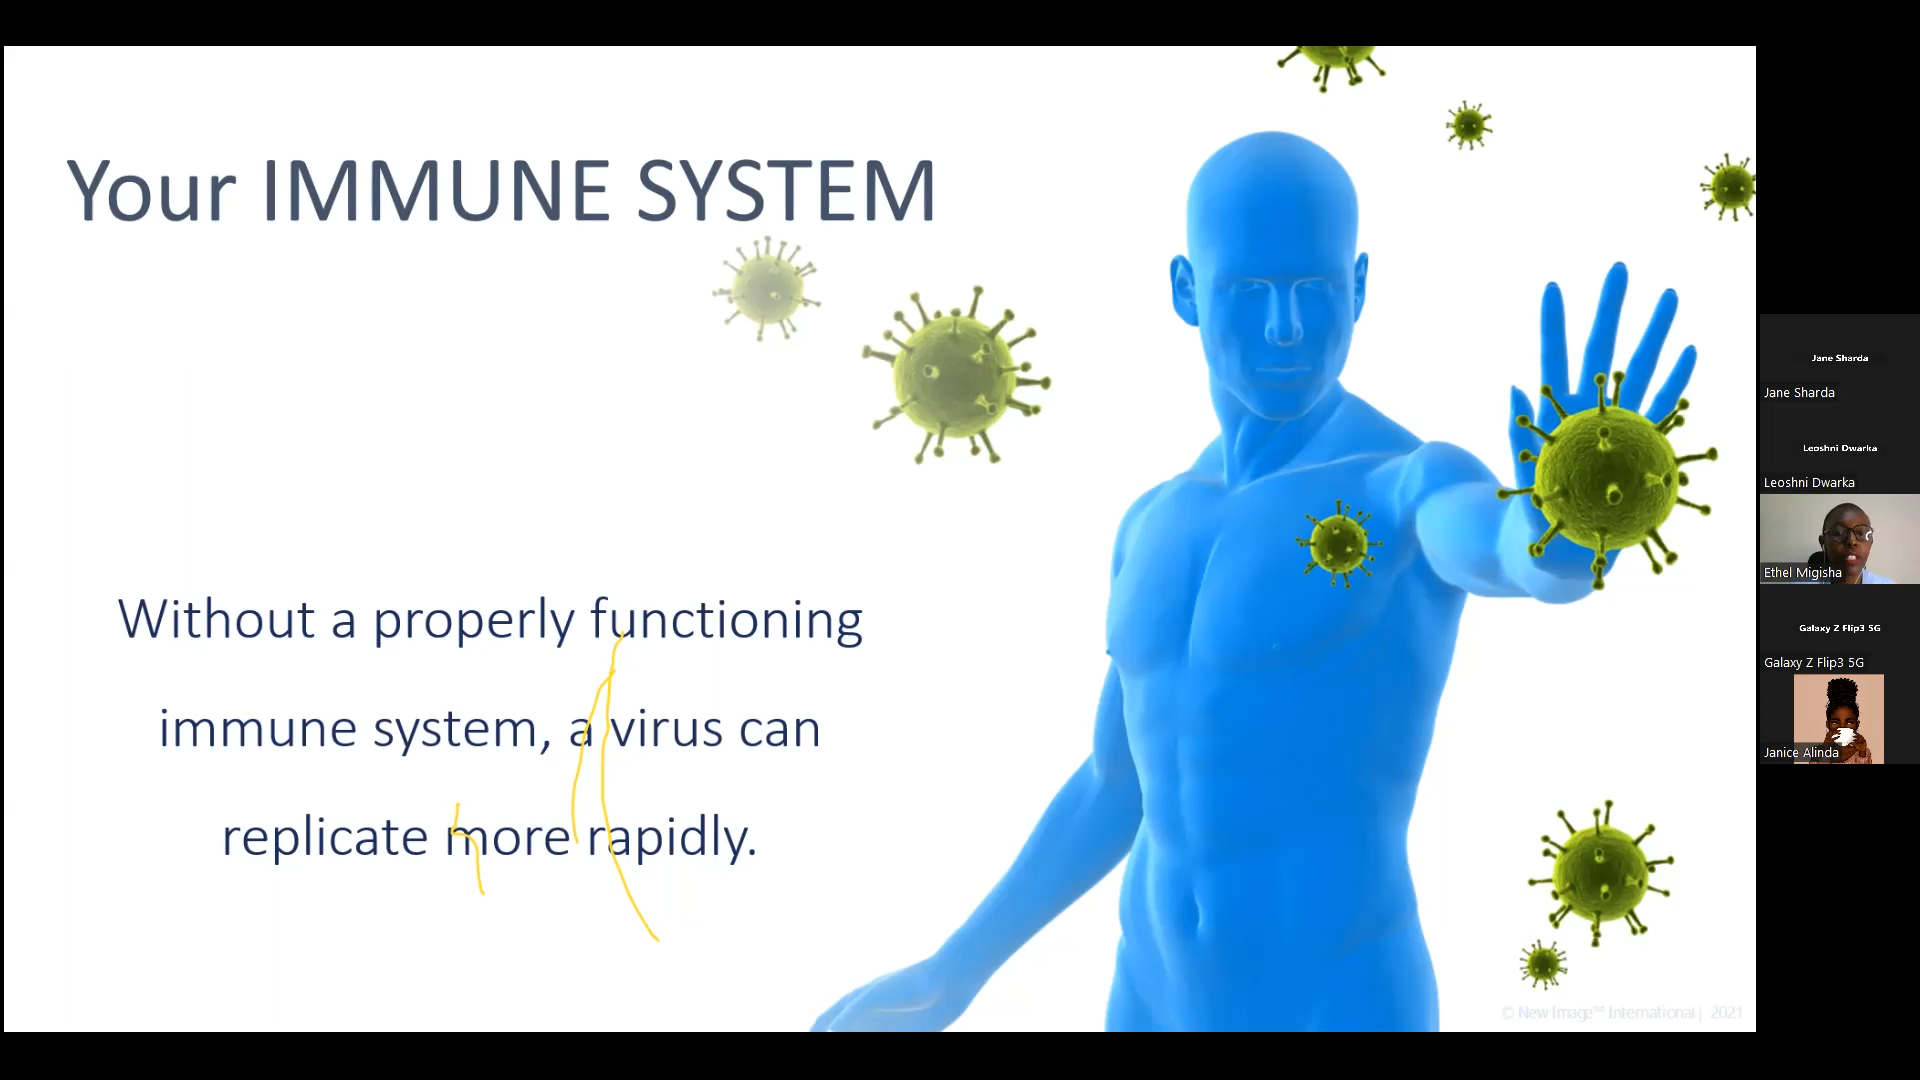 Your IMMUNE SYSTEM
Without a properly functioning
immune system, a virus can
replicate more rapidly.
© New Image™ International | 2021
Jane Sharda
Jane Sharda
Leoshni Dwarka
Leoshni Dwarka
Ethel Migisha
Galaxy Z Flip3 5G
Galaxy Z Flip3 5G
Janice Alinda